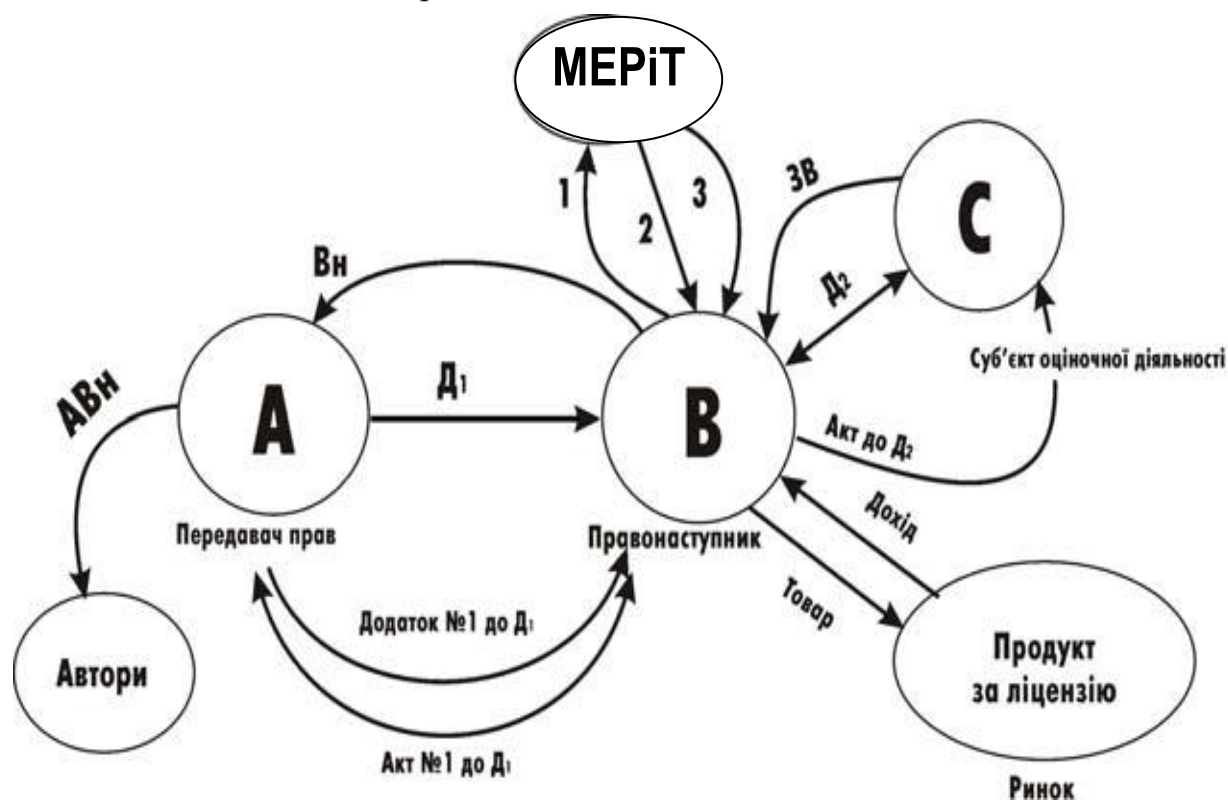 МЕРіТ
1
2
3
ЗВ
С
Вн
Д₂
Суб’єкт оціночної діяльності
АВн
А
Д₁
В
Акт до Д₂
Передавач прав
Правонаступник
Дохід
Товар
Додаток №1 до Д₁
Автори
Продукт
за ліцензію
Акт №1 до Д₁
Ринок